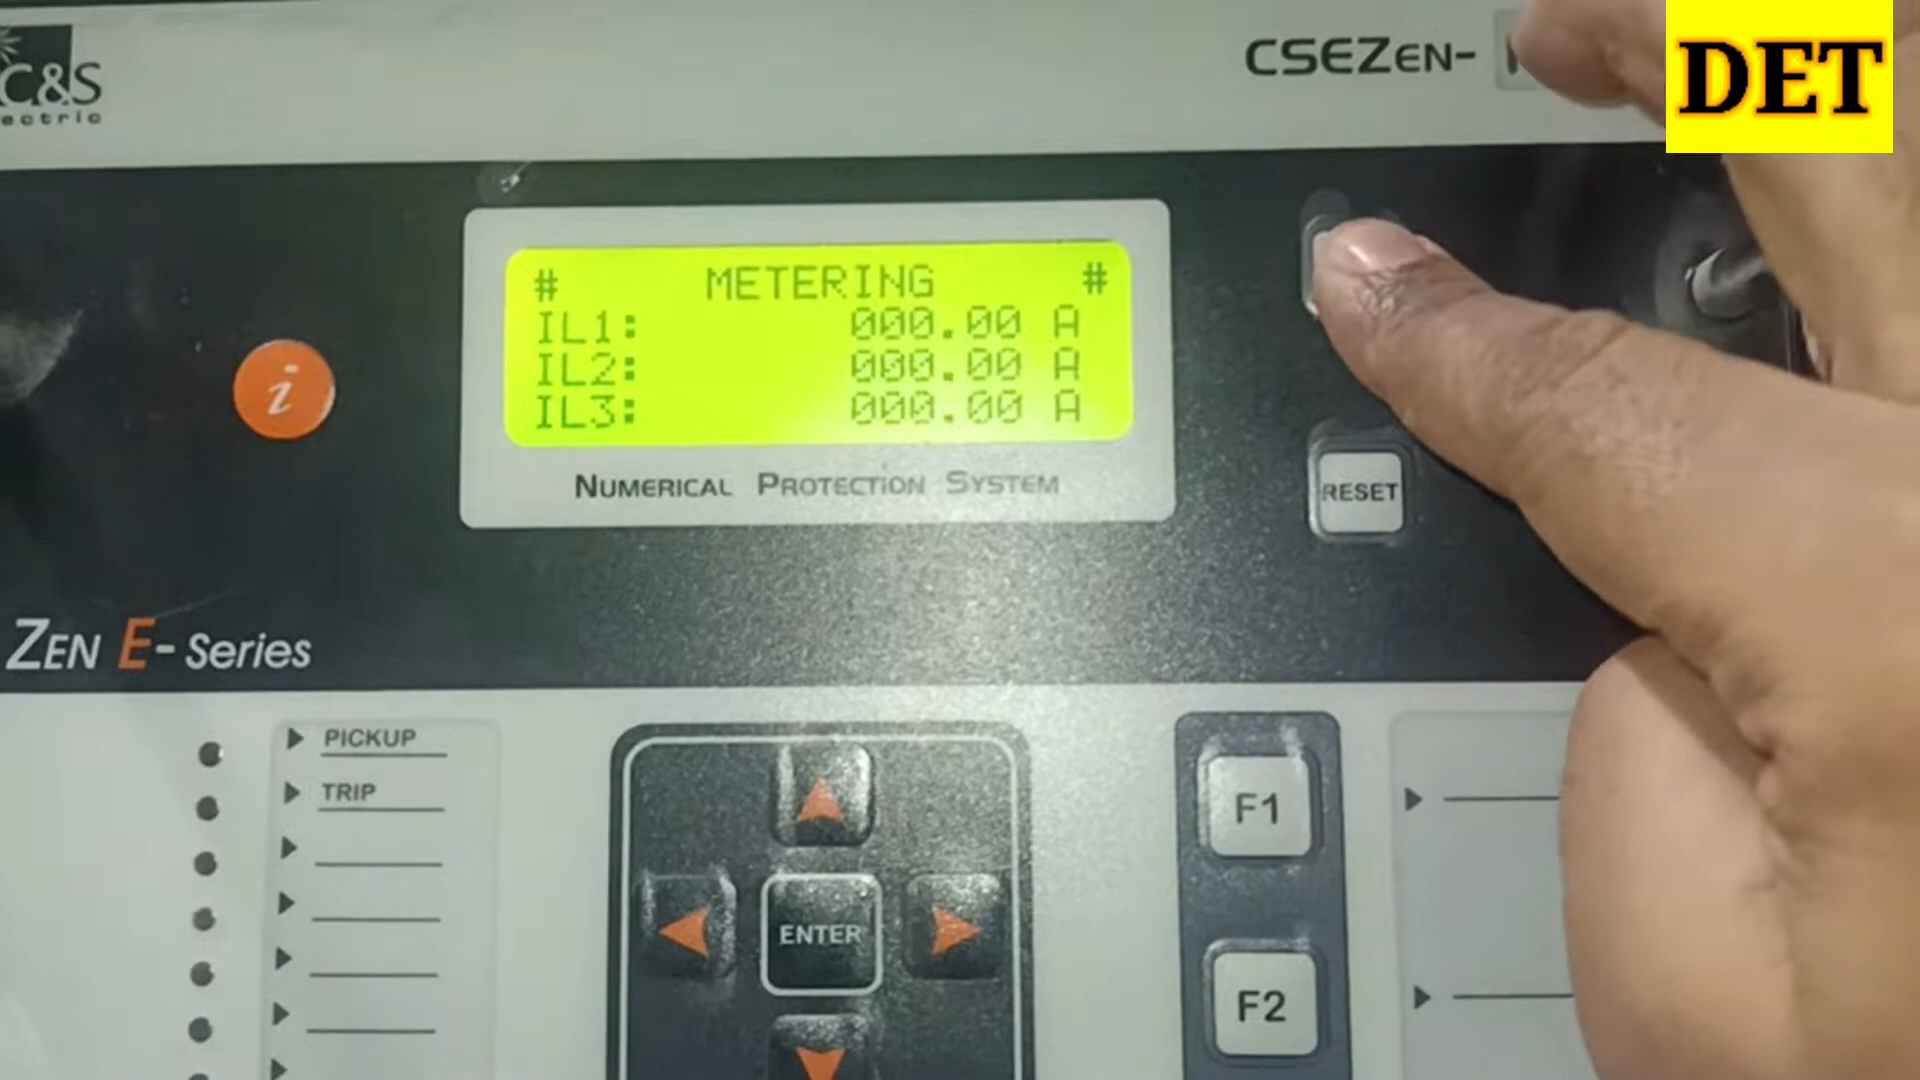 C&S
ectric
CSEZEN-
DET
# METERING #
IL1: 000.00 A
IL2: 000.00 A
IL3: 000.00 A
NUMERICAL PROTECTION SYSTEM
i
RESET
ZEN E-Series
PICKUP
TRIP
ENTER
F1
F2